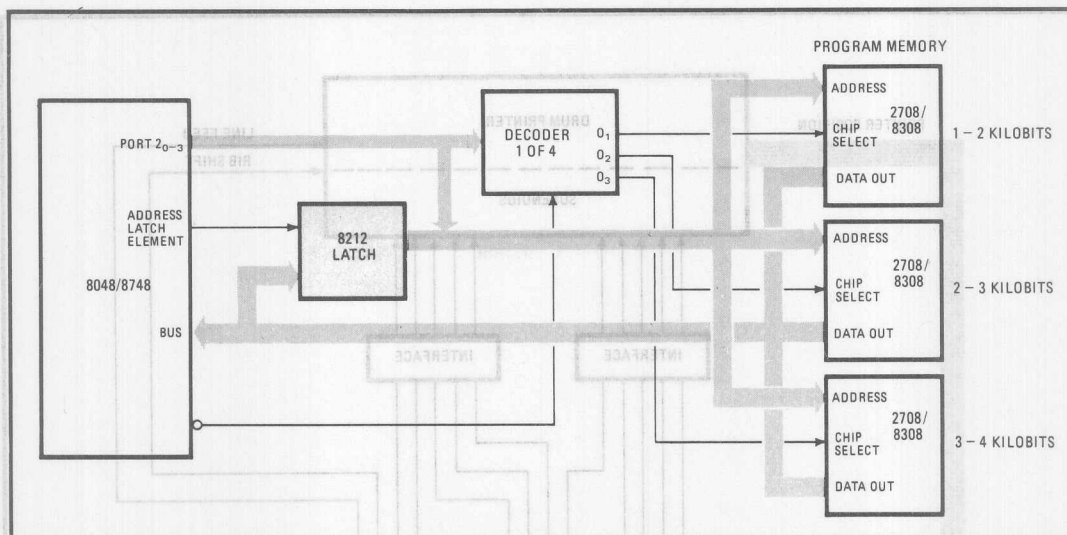 PROGRAM MEMORY
PORT 2₀₋₃
ADDRESS
LATCH
ELEMENT
8048/8748
BUS
8212
LATCH
DECODER
1 OF 4
O₁
O₂
O₃
ADDRESS
2708/
8308
CHIP
SELECT
DATA OUT
1 – 2 KILOBITS
ADDRESS
2708/
8308
CHIP
SELECT
DATA OUT
2 – 3 KILOBITS
ADDRESS
2708/
8308
CHIP
SELECT
DATA OUT
3 – 4 KILOBITS